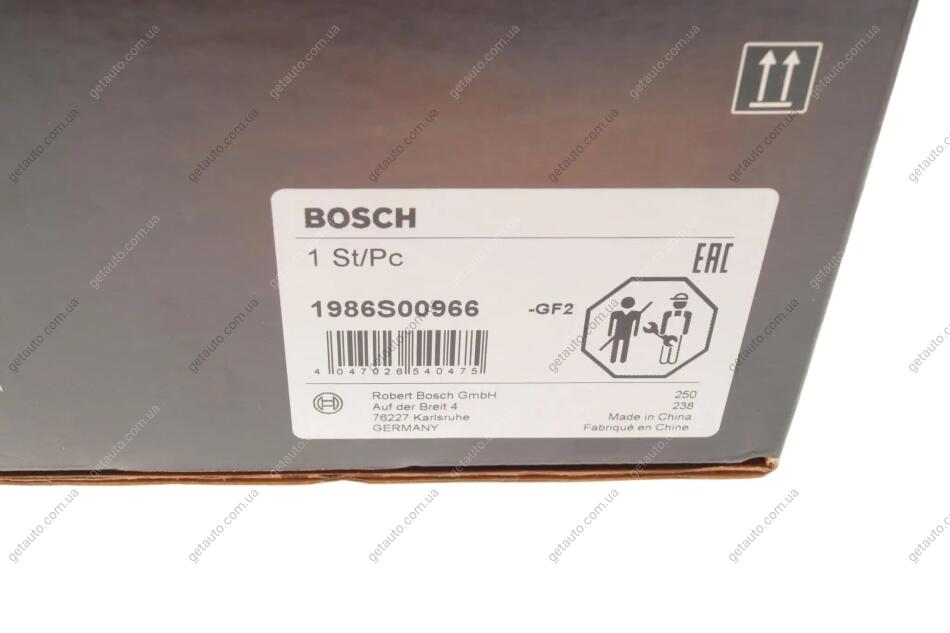 BOSCH
1 St/Pc
EAC
1986S00966
-GF2
4 047026 540475
Robert Bosch GmbH
Auf der Breit 4
76227 Karlsruhe
GERMANY
250
238
Made in China
Fabriqué en Chine
getauto.com.ua